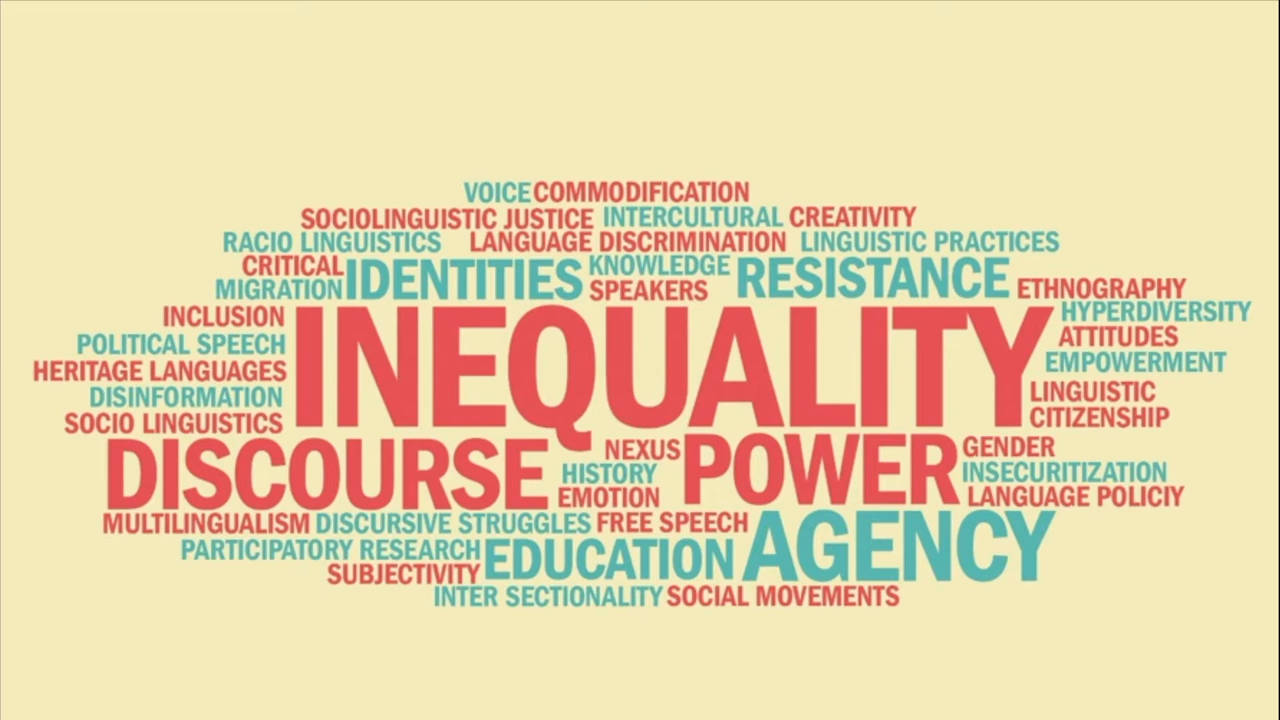 VOICE COMMODIFICATION
SOCIOLINGUISTIC JUSTICE INTERCULTURAL CREATIVITY
RACIO LINGUISTICS LANGUAGE DISCRIMINATION LINGUISTIC PRACTICES
CRITICAL IDENTITIES KNOWLEDGE RESISTANCE
MIGRATION SPEAKERS ETHNOGRAPHY
INCLUSION INEQUALITY HYPERDIVERSITY
POLITICAL SPEECH ATTITUDES
HERITAGE LANGUAGES EMPOWERMENT
DISINFORMATION LINGUISTIC
SOCIO LINGUISTICS CITIZENSHIP
DISCOURSE NEXUS POWER GENDER
HISTORY INSECURITIZATION
EMOTION LANGUAGE POLICIY
MULTILINGUALISM DISCURSIVE STRUGGLES FREE SPEECH AGENCY
PARTICIPATORY RESEARCH EDUCATION
SUBJECTIVITY
INTER SECTIONALITY SOCIAL MOVEMENTS